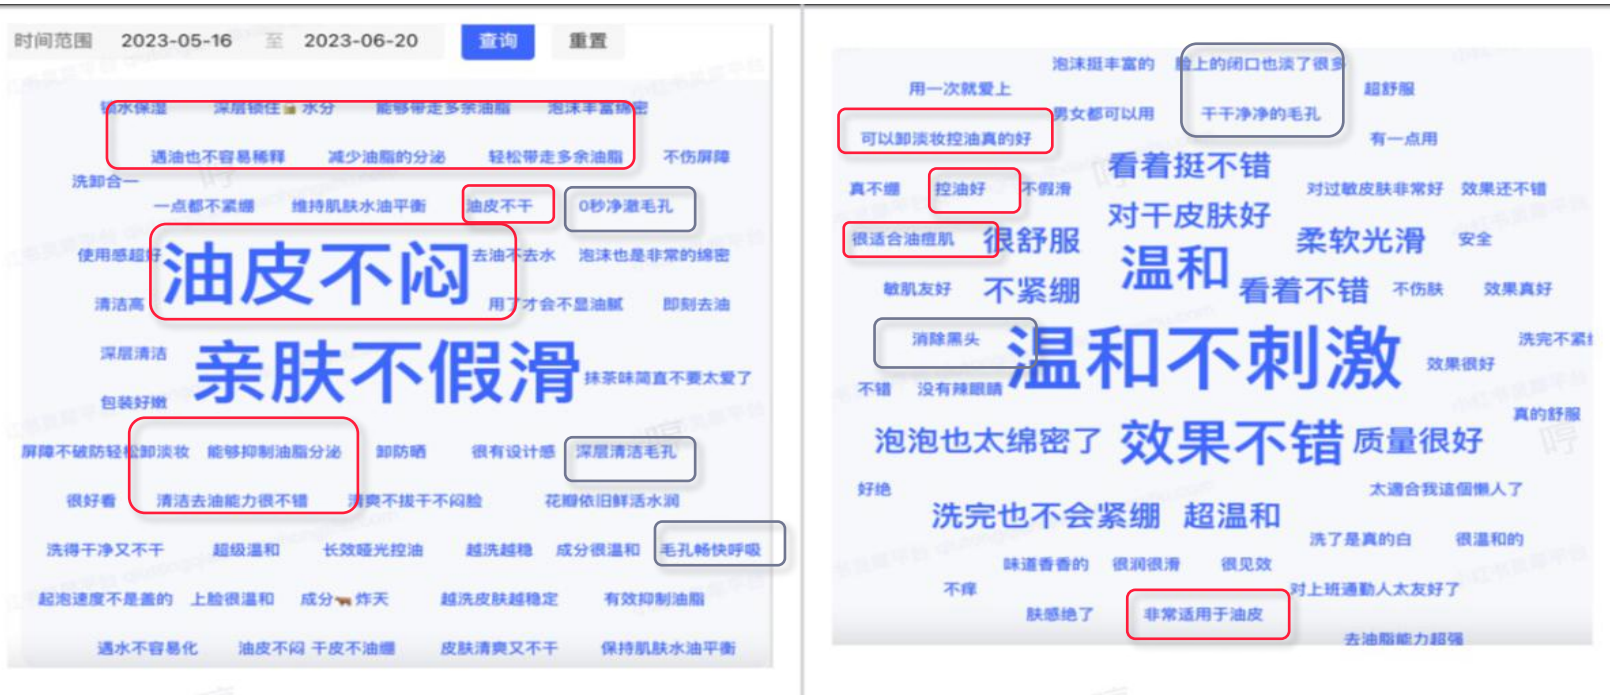 时间范围 2023-05-16 至 2023-06-20 查询 重置
锁水保湿 深层锁住 水分 能够带走多余油脂 泡沫丰富绵密
遇油也不容易稀释 减少油脂的分泌 轻松带走多余油脂 不伤屏障
洗卸合一
一点都不紧绷 维持肌肤水油平衡 油皮不干 0秒净澈毛孔
使用感超好 油皮不闷 去油不去水 泡沫也是非常的绵密
清洁高 用了才会不显油腻 即刻去油
深层清洁 亲肤不假滑 抹茶味简直不要太爱了
包装好嫩
屏障不破防轻松卸淡妆 能够抑制油脂分泌 卸防晒 很有设计感 深层清洁毛孔
很好看 清洁去油能力很不错 清爽不拔干不闷脸 花瓣依旧鲜活水润
洗得干净又不干 超级温和 长效哑光控油 越洗越稳 成分很温和 毛孔畅快呼吸
起泡速度不是盖的 上脸很温和 成分 炸天 越洗皮肤越稳定 有效抑制油脂
遇水不容易化 油皮不闷 干皮不油绷 皮肤清爽又不干 保持肌肤水油平衡
泡沫挺丰富的 脸上的闭口也淡了很多
用一次就爱上 超舒服
男女都可以用 干干净净的毛孔
可以卸淡妆控油真的好 有一点用
看着挺不错
真不绷 控油好 不假滑 对过敏皮肤非常好 效果还不错
对干皮肤好
很适合油痘肌 很舒服 温和 柔软光滑 安全
敏肌友好 不紧绷 看着不错 不伤肤 效果真好
消除黑头 温和不刺激 洗完不紧绷
效果很好
不错 没有辣眼睛
真的舒服
泡泡也太绵密了 效果不错 质量很好
好绝 太適合我這個懶人了
洗完也不会紧绷 超温和
洗了是真的白 很温和的
味道香香的 很润很滑 很见效
不痒 对上班通勤人太友好了
肤感绝了 非常适用于油皮
去油脂能力超强